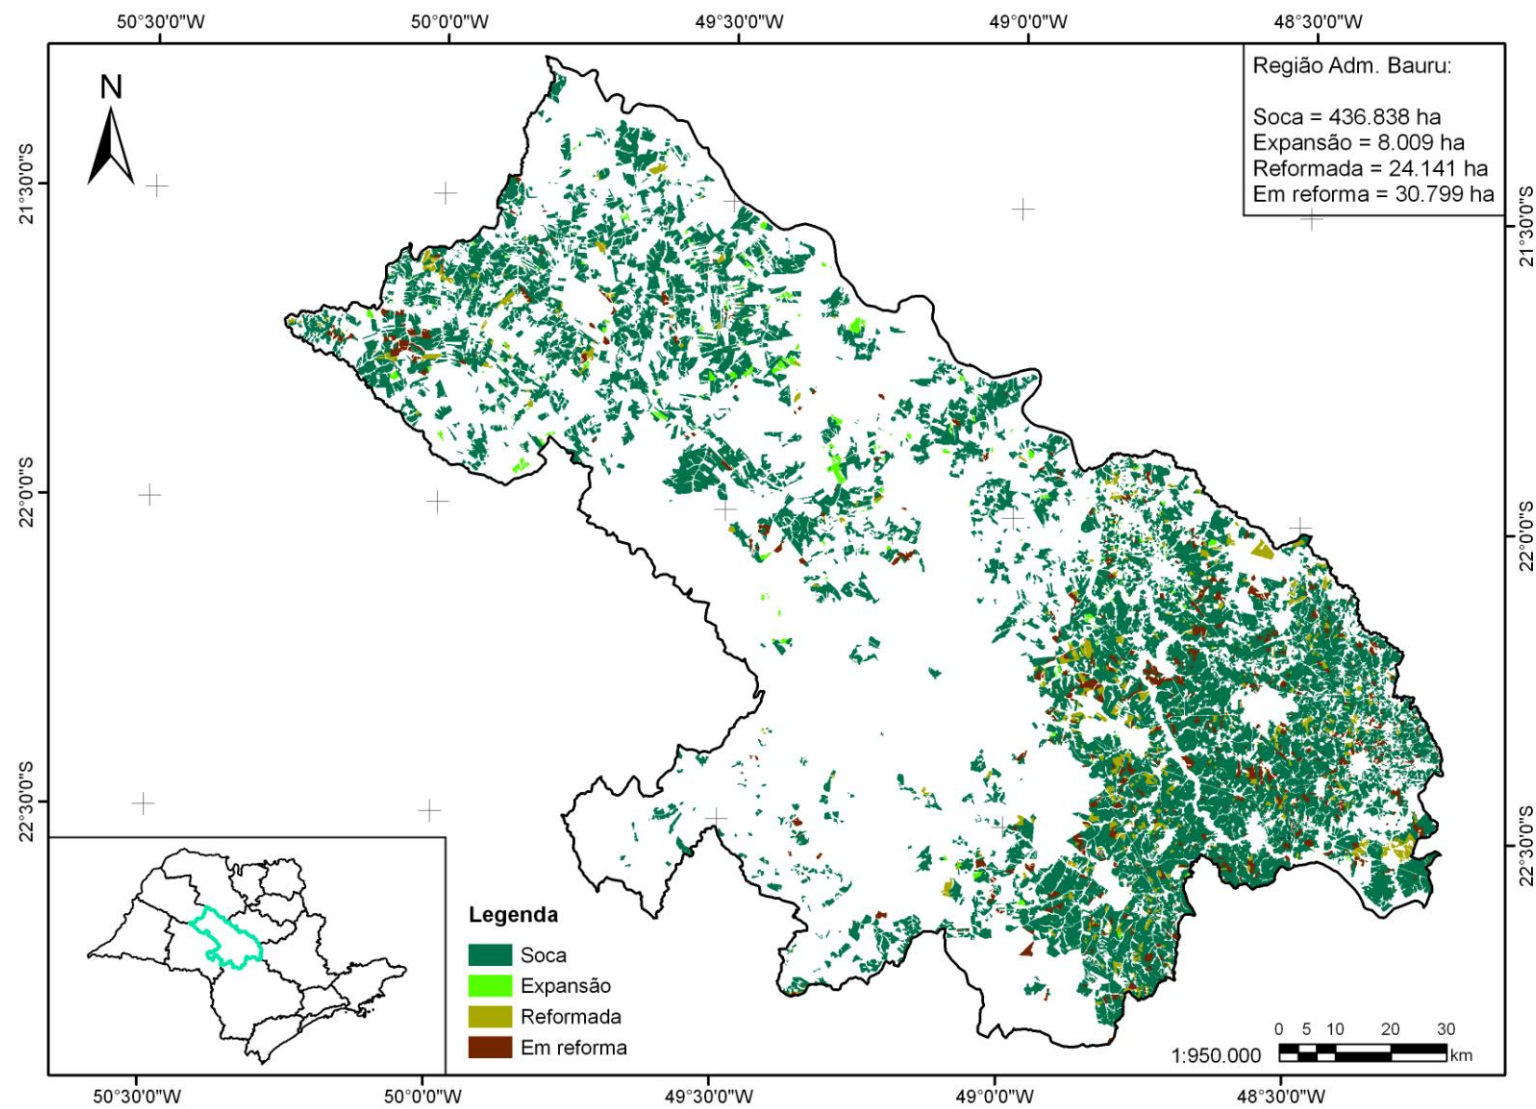 50°30'0"W 50°0'0"W 49°30'0"W 49°0'0"W 48°30'0"W
N
Região Adm. Bauru:
Soca = 436.838 ha
Expansão = 8.009 ha
Reformada = 24.141 ha
Em reforma = 30.799 ha
21°30'0"S
21°30'0"S
22°0'0"S
22°0'0"S
22°30'0"S
22°30'0"S
Legenda
Soca
Expansão
Reformada
Em reforma
0 5 10 20 30
1:950.000 km
50°30'0"W 50°0'0"W 49°30'0"W 49°0'0"W 48°30'0"W